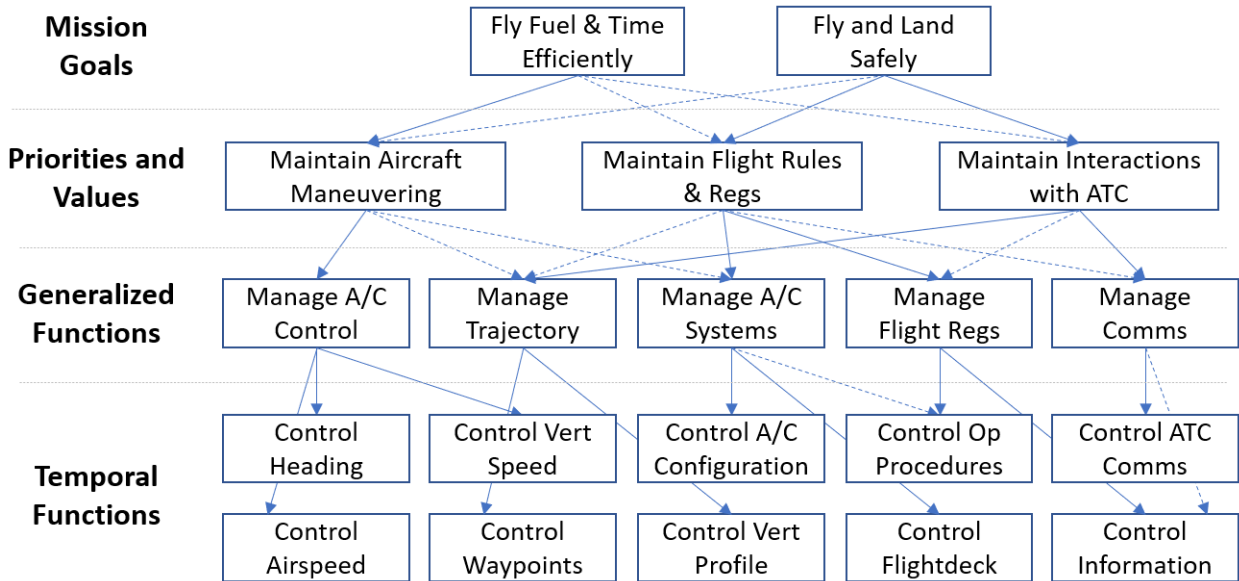 Mission
Goals
Fly Fuel & Time
Efficiently
Fly and Land
Safely
Priorities and
Values
Maintain Aircraft
Maneuvering
Maintain Flight Rules
& Regs
Maintain Interactions
with ATC
Generalized
Functions
Manage A/C
Control
Manage
Trajectory
Manage A/C
Systems
Manage
Flight Regs
Manage
Comms
Temporal
Functions
Control
Heading
Control Vert
Speed
Control A/C
Configuration
Control Op
Procedures
Control ATC
Comms
Control
Airspeed
Control
Waypoints
Control Vert
Profile
Control
Flightdeck
Control
Information